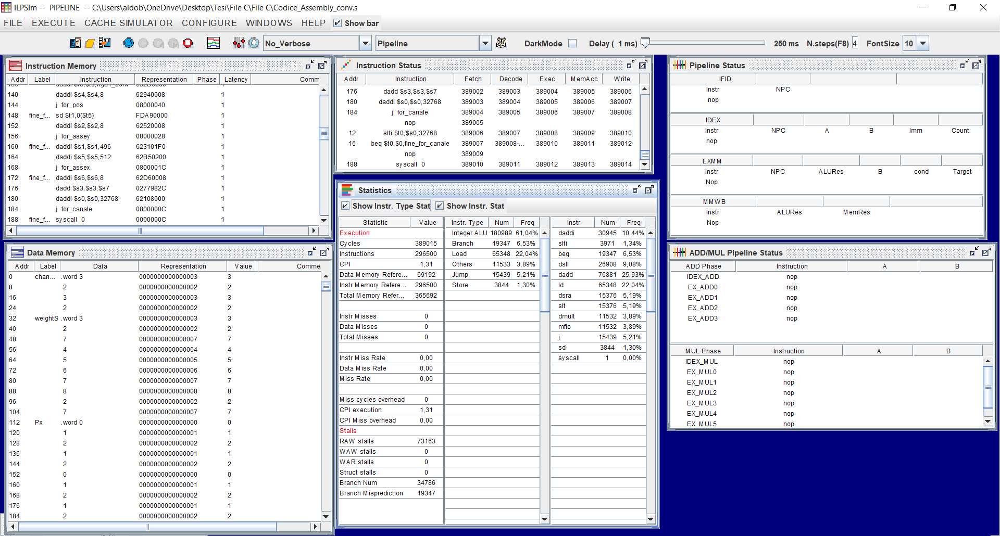 ILPSIm -- PIPELINE -- C:\Users\aldob\OneDrive\Desktop\Tesi\File C\File C\Codice_Assembly_conv.s
FILE EXECUTE CACHE SIMULATOR CONFIGURE WINDOWS HELP Show bar
No_Verbose Pipeline DarkMode Delay ( 1 ms) 250 ms N.steps(F8) 4 FontSize 10
Instruction Memory
Addr Label Instruction Representation Phase Latency Comm
140 daddi $s4,$s4,8 62940008 1
144 j for_pos 08000040 1
148 fine_f... sd $t1,0($t5) FDA90000 1
152 daddi $s2,$s2,8 62520008 1
156 j for_assey 08000028 1
160 fine_f... daddi $s1,$s1,496 623101F0 1
164 daddi $s5,$s5,512 62B50200 1
168 j for_assex 0800001C 1
172 fine_f... daddi $s6,$s6,8 62D60008 1
176 dadd $s3,$s3,$s7 0277982C 1
180 daddi $s0,$s0,32768 62108000 1
184 j for_canale 0800000C 1
188 fine_f... syscall 0 0000000C 1
Data Memory
Addr Label Data Representation Value Comme
0 chan... .word 3 0000000000000003 3
8 2 0000000000000002 2
16 3 0000000000000003 3
24 2 0000000000000002 2
32 weightS .word 3 0000000000000003 3
40 2 0000000000000002 2
48 7 0000000000000007 7
56 4 0000000000000004 4
64 5 0000000000000005 5
72 6 0000000000000006 6
80 7 0000000000000007 7
88 8 0000000000000008 8
96 2 0000000000000002 2
104 7 0000000000000007 7
112 Px .word 0 0000000000000000 0
120 1 0000000000000001 1
128 2 0000000000000002 2
136 1 0000000000000001 1
144 2 0000000000000002 2
152 0 0000000000000000 0
160 1 0000000000000001 1
168 2 0000000000000002 2
176 1 0000000000000001 1
184 2 0000000000000002 2
Instruction Status
Addr Instruction Fetch Decode Exec MemAcc Write
176 dadd $s3,$s3,$s7 389002 389003 389004 389005 389006
180 daddi $s0,$s0,32768 389003 389004 389005 389006 389007
184 j for_canale 389004 389005 389006 389007 389008
nop 389005
12 slti $t0,$s0,32768 389006 389007 389008 389009 389010
16 beq $t0,$0,fine_for_canale 389007 389008-... 389010 389011 389012
nop 389009
188 syscall 0 389010 389011 389012 389013 389014
Statistics
Show Instr. Type Stat Show Instr. Stat
Statistic Value
Execution
Cycles 389015
Instructions 296500
CPI 1,31
Data Memory Refere... 69192
Instr Memory Refere... 296500
Total Memory Refer... 365692
Instr Misses 0
Data Misses 0
Total Misses 0
Instr Miss Rate 0,00
Data Miss Rate 0,00
Miss Rate 0,00
Miss cycles overhead 0
CPI execution 1,31
CPI Miss overhead 0,00
Stalls
RAW stalls 73163
WAW stalls 0
WAR stalls 0
Struct stalls 0
Branch Num 34786
Branch Misprediction 19347
Instr. Type Num Freq
Integer ALU 180989 61,04%
Branch 19347 6,53%
Load 65348 22,04%
Others 11533 3,89%
Jump 15439 5,21%
Store 3844 1,30%
Instr Num Freq
daddi 30945 10,44%
slti 3971 1,34%
beq 19347 6,53%
dsll 26908 9,08%
dadd 76881 25,93%
ld 65348 22,04%
dsra 15376 5,19%
slt 15376 5,19%
dmult 11532 3,89%
mflo 11532 3,89%
j 15439 5,21%
sd 3844 1,30%
syscall 1 0,00%
Pipeline Status
IFID
Instr NPC
nop
IDEX
Instr NPC A B Imm Count
nop
EXMM
Instr NPC ALURes B cond Target
Nop
MMWB
Instr ALURes MemRes
Nop
ADD/MUL Pipeline Status
ADD Phase Instruction A B
IDEX_ADD nop
EX_ADD0 nop
EX_ADD1 nop
EX_ADD2 nop
EX_ADD3 nop
MUL Phase Instruction A B
IDEX_MUL nop
EX_MUL0 nop
EX_MUL1 nop
EX_MUL2 nop
EX_MUL3 nop
EX_MUL4 nop
EX_MUL5 nop